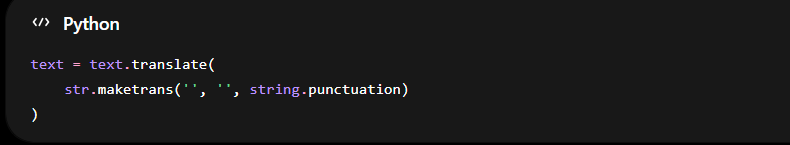 </> Python
text = text.translate(
    str.maketrans('', '', string.punctuation)
)